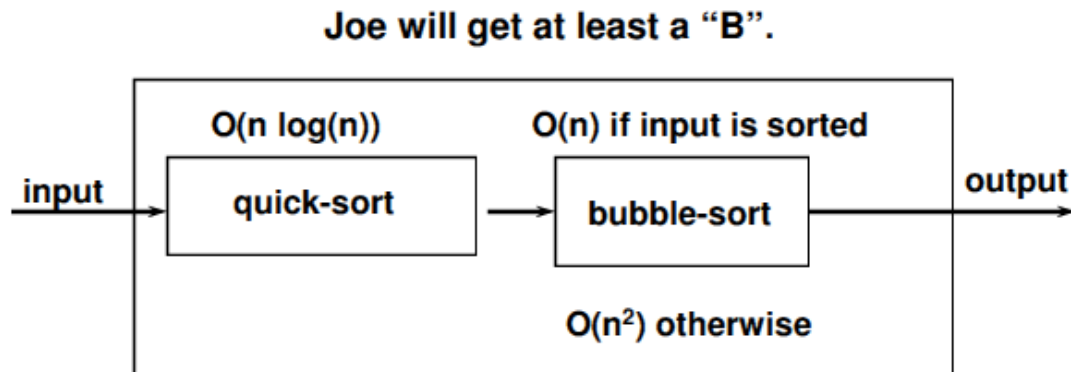 Joe will get at least a “B”.
O(n log(n))
O(n) if input is sorted
input
quick-sort
bubble-sort
output
O(n²) otherwise